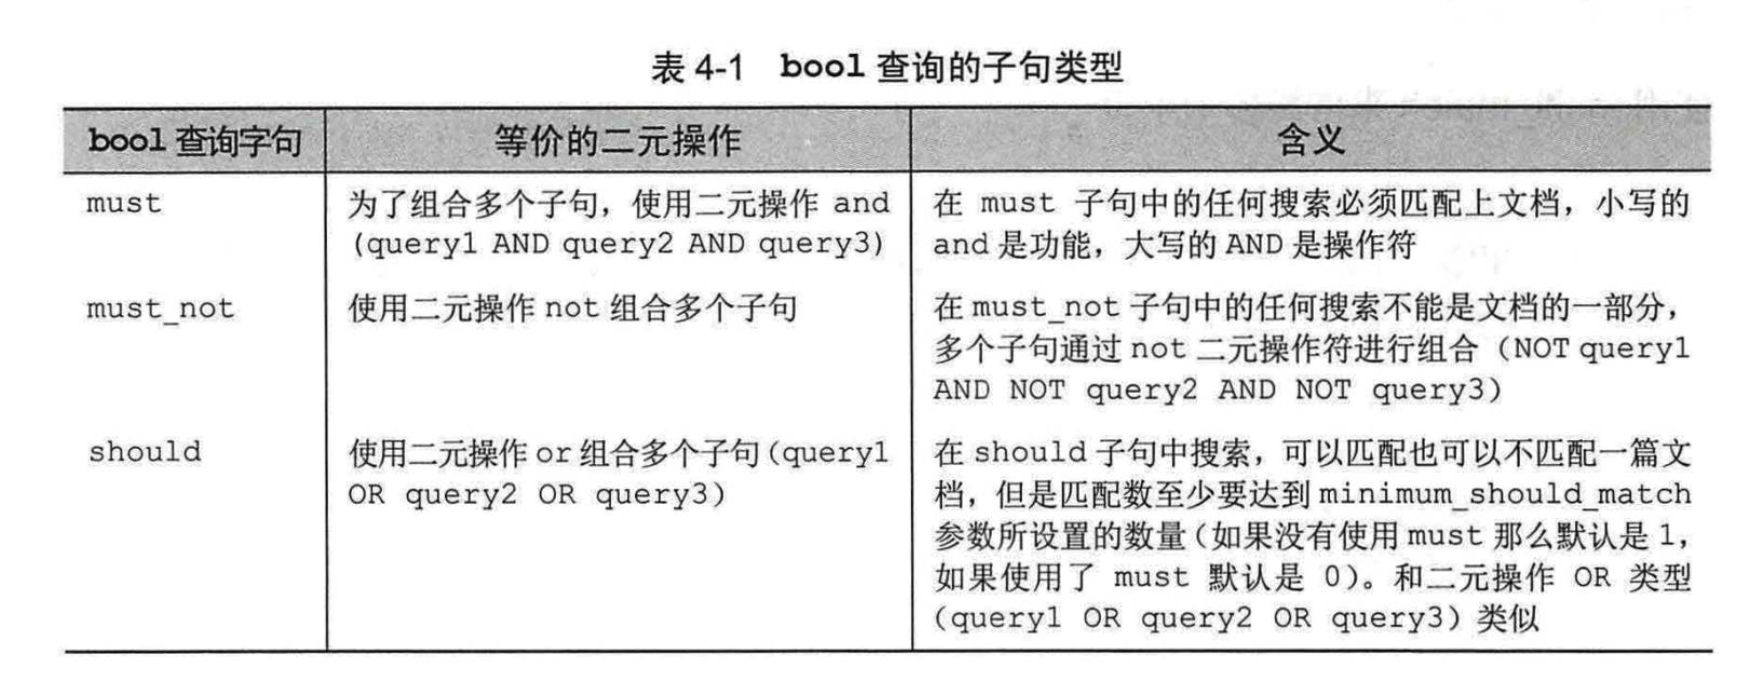 表 4-1 bool 查询的子句类型
bool 查询字句
等价的二元操作
含义
must
为了组合多个子句，使用二元操作 and
(query1 AND query2 AND query3)
在 must 子句中的任何搜索必须匹配上文档，小写的
and 是功能，大写的 AND 是操作符
must_not
使用二元操作 not 组合多个子句
在 must_not 子句中的任何搜索不能是文档的一部分，
多个子句通过 not 二元操作符进行组合（NOT query1
AND NOT query2 AND NOT query3）
should
使用二元操作 or 组合多个子句(query1
OR query2 OR query3)
在 should 子句中搜索，可以匹配也可以不匹配一篇文
档，但是匹配数至少要达到 minimum_should_match
参数所设置的数量（如果没有使用 must 那么默认是 1，
如果使用了 must 默认是 0）。和二元操作 OR 类型
(query1 OR query2 OR query3) 类似